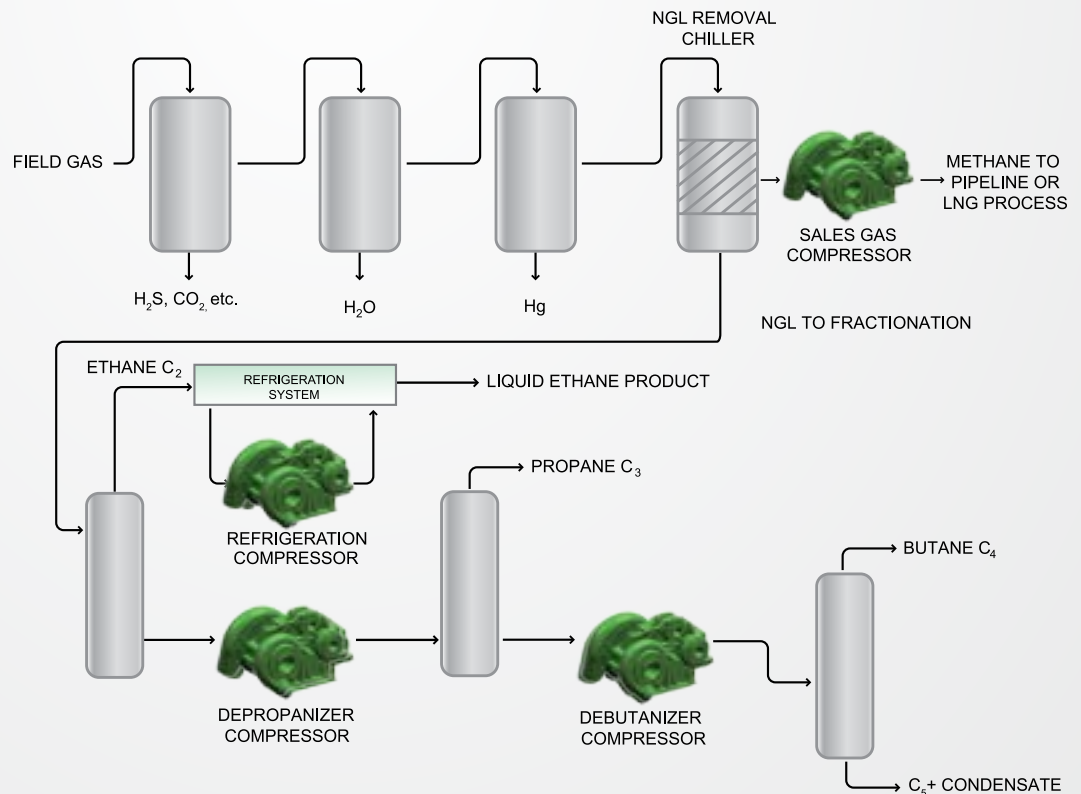 NGL REMOVAL
CHILLER
FIELD GAS
METHANE TO
PIPELINE OR
LNG PROCESS
SALES GAS
COMPRESSOR
H₂S, CO₂, etc.
H₂O
Hg
NGL TO FRACTIONATION
ETHANE C₂
REFRIGERATION
SYSTEM
LIQUID ETHANE PRODUCT
PROPANE C₃
REFRIGERATION
COMPRESSOR
BUTANE C₄
DEPROPANIZER
COMPRESSOR
DEBUTANIZER
COMPRESSOR
C₅+ CONDENSATE